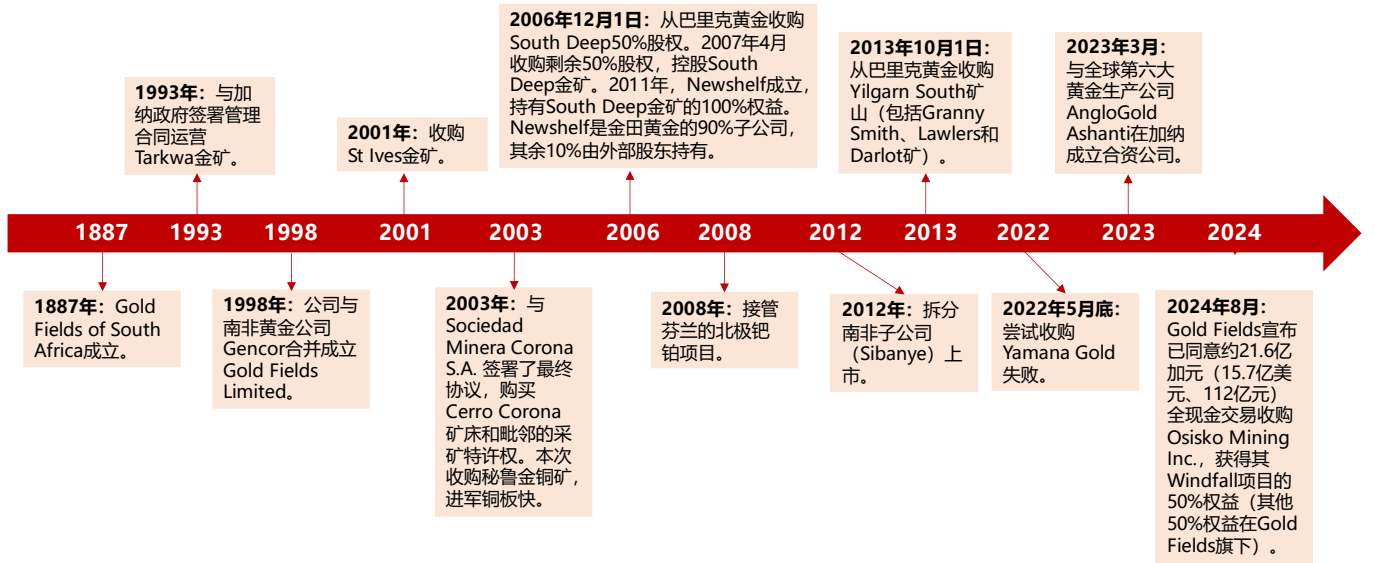 2006年12月1日：从巴里克黄金收购
South Deep50%股权。2007年4月
收购剩余50%股权，控股South
Deep金矿。2011年，Newshelf成立，
持有South Deep金矿的100%权益。
Newshelf是金田黄金的90%子公司，
其余10%由外部股东持有。
2013年10月1日：
从巴里克黄金收购
Yilgarn South矿
山（包括Granny
Smith、Lawlers和
Darlot矿）。
2023年3月：
与全球第六大
黄金生产公司
AngloGold
Ashanti在加纳
成立合资公司。
1993年：与加
纳政府签署管理
合同运营
Tarkwa金矿。
2001年：收购
St Ives金矿。
1887 1993 1998 2001 2003 2006 2008 2012 2013 2022 2023 2024
1887年：Gold
Fields of South
Africa成立。
1998年：公司与
南非黄金公司
Gencor合并成立
Gold Fields
Limited。
2003年：与
Sociedad
Minera Corona
S.A. 签署了最终
协议，购买
Cerro Corona
矿床和毗邻的采
矿特许权。本次
收购秘鲁金铜矿，
进军铜板快。
2008年：接管
芬兰的北极钯
铂项目。
2012年：拆分
南非子公司
（Sibanye）上
市。
2022年5月底：
尝试收购
Yamana Gold
失败。
2024年8月：
Gold Fields宣布
已同意约21.6亿
加元（15.7亿美
元、112亿元）
全现金交易收购
Osisko Mining
Inc.，获得其
Windfall项目的
50%权益（其他
50%权益在Gold
Fields旗下）。